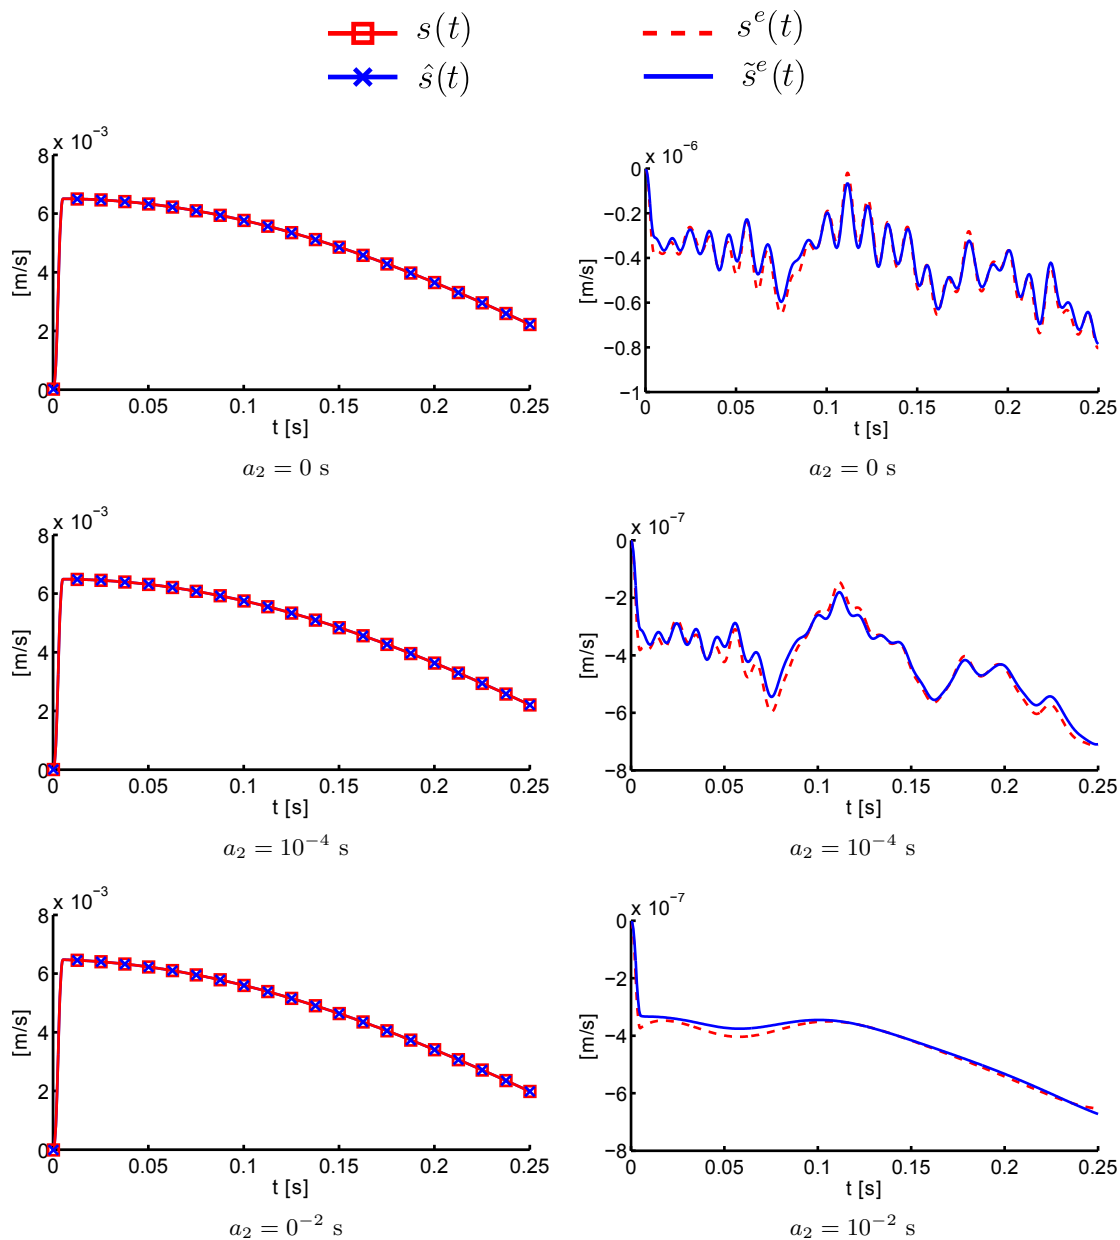 s(t) s^e(t)
ŝ(t) s̃^e(t)
x 10^−3
8
6
4
2
0
[m/s]
0 0.05 0.1 0.15 0.2 0.25
t [s]
a_2 = 0 s
x 10^−6
0
−0.2
−0.4
−0.6
−0.8
−1
[m/s]
0 0.05 0.1 0.15 0.2 0.25
t [s]
a_2 = 0 s
x 10^−3
8
6
4
2
0
[m/s]
0 0.05 0.1 0.15 0.2 0.25
t [s]
a_2 = 10^−4 s
x 10^−7
0
−2
−4
−6
−8
[m/s]
0 0.05 0.1 0.15 0.2 0.25
t [s]
a_2 = 10^−4 s
x 10^−3
8
6
4
2
0
[m/s]
0 0.05 0.1 0.15 0.2 0.25
t [s]
a_2 = 0^−2 s
x 10^−7
0
−2
−4
−6
−8
[m/s]
0 0.05 0.1 0.15 0.2 0.25
t [s]
a_2 = 10^−2 s